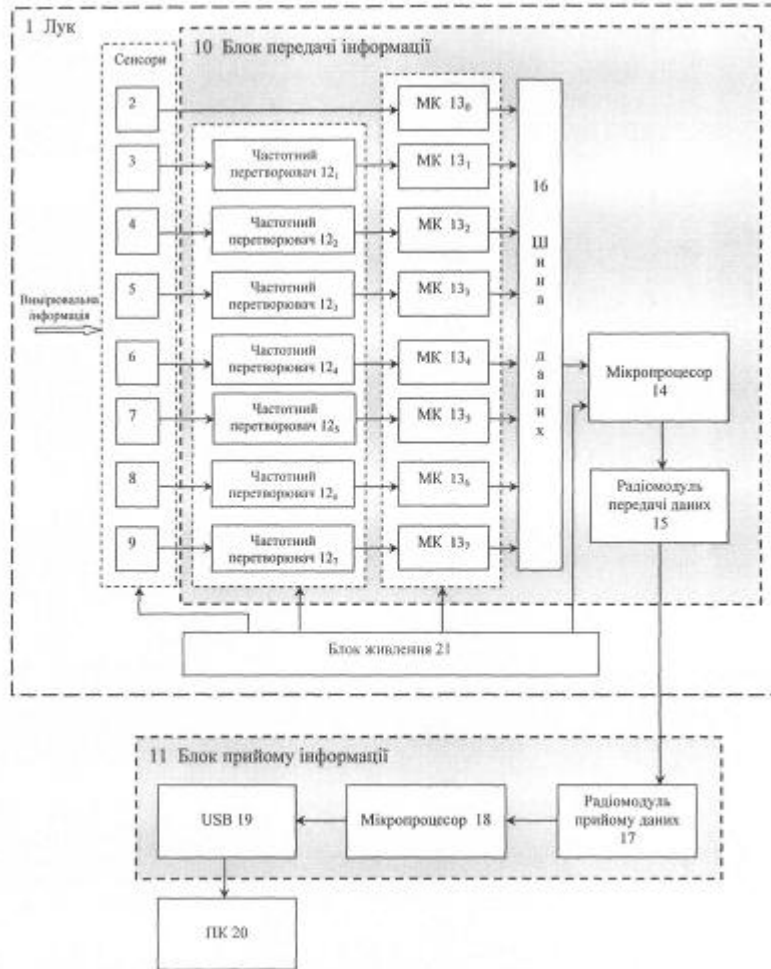 1 Лук
10 Блок передачі інформації
Сенсори
2
МК 13₀
3
Частотний
перетворювач 12₁
МК 13₁
4
Частотний
перетворювач 12₂
МК 13₂
5
Частотний
перетворювач 12₃
МК 13₃
Вимірювальна
інформація
6
Частотний
перетворювач 12₄
МК 13₄
7
Частотний
перетворювач 12₅
МК 13₅
8
Частотний
перетворювач 12₆
МК 13₆
9
Частотний
перетворювач 12₇
МК 13₇
16
Шина
даних
Мікропроцесор
14
Радіомодуль
передачі даних
15
Блок живлення 21
11 Блок прийому інформації
USB 19
Мікропроцесор 18
Радіомодуль
прийому даних
17
ПК 20